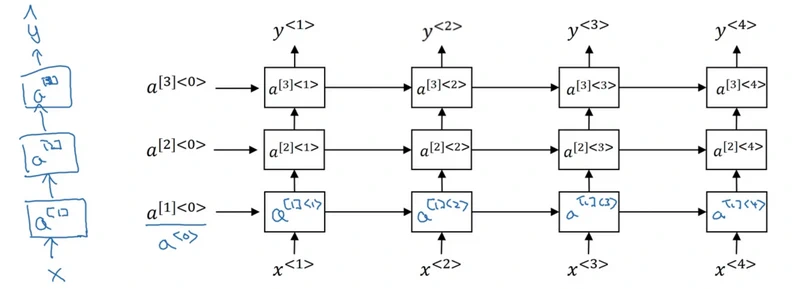 ŷ
y<1> y<2> y<3> y<4>
a[3]<0> a[3]<1> a[3]<2> a[3]<3> a[3]<4>
a[2]<0> a[2]<1> a[2]<2> a[2]<3> a[2]<4>
a[1]<0> a[1]<1> a[1]<2> a[1]<3> a[1]<4>
a<0>
x<1> x<2> x<3> x<4>
a[3]
a[2]
a[1]
x